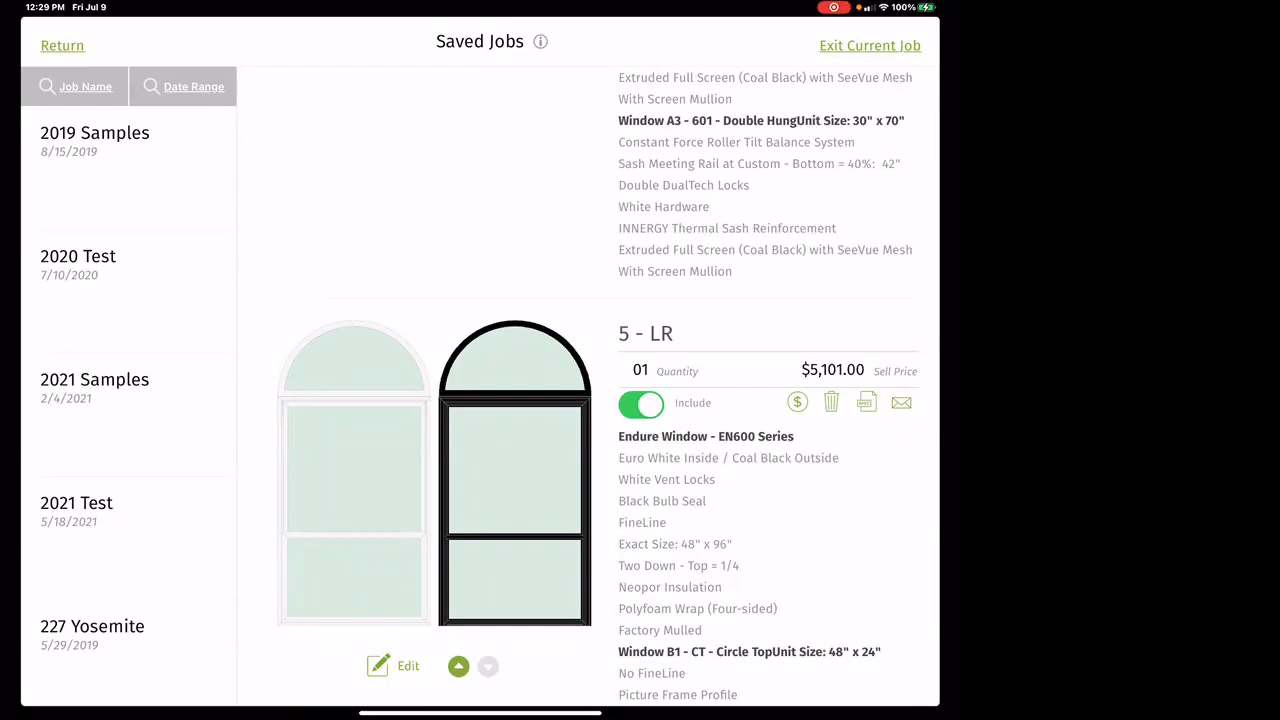 12:29 PM Fri Jul 9
100%
Return
Saved Jobs
Exit Current Job
Job Name
Date Range
2019 Samples
8/15/2019
2020 Test
7/10/2020
2021 Samples
2/4/2021
2021 Test
5/18/2021
227 Yosemite
5/29/2019
Extruded Full Screen (Coal Black) with SeeVue Mesh
With Screen Mullion
Window A3 - 601 - Double HungUnit Size: 30" x 70"
Constant Force Roller Tilt Balance System
Sash Meeting Rail at Custom - Bottom = 40%: 42"
Double DualTech Locks
White Hardware
INNERGY Thermal Sash Reinforcement
Extruded Full Screen (Coal Black) with SeeVue Mesh
With Screen Mullion
5 - LR
01 Quantity
$5,101.00 Sell Price
Include
$
Endure Window - EN600 Series
Euro White Inside / Coal Black Outside
White Vent Locks
Black Bulb Seal
FineLine
Exact Size: 48" x 96"
Two Down - Top = 1/4
Neopor Insulation
Polyfoam Wrap (Four-sided)
Factory Mulled
Window B1 - CT - Circle TopUnit Size: 48" x 24"
No FineLine
Picture Frame Profile
Edit